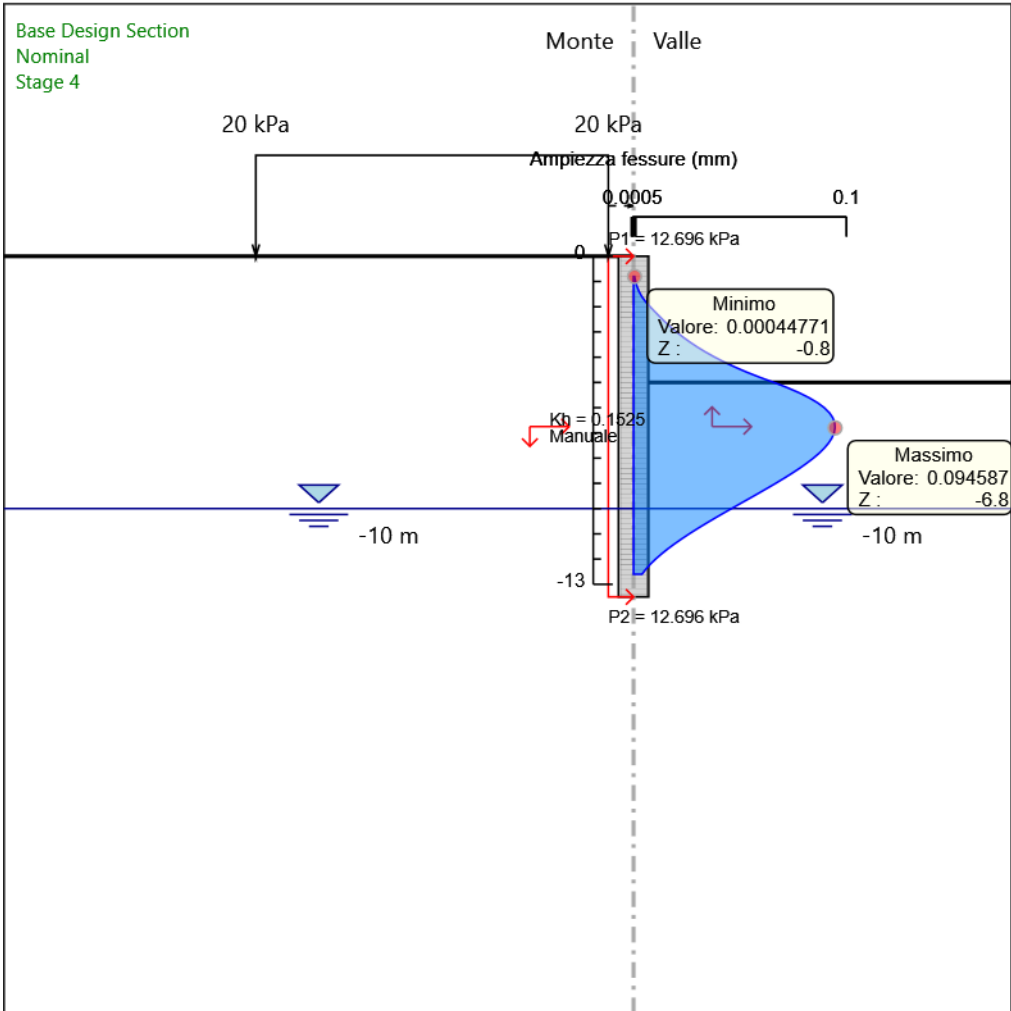 Base Design Section
Nominal
Stage 4
Monte
Valle
20 kPa
20 kPa
Ampiezza fessure (mm)
0.0005
0.1
P1 = 12.696 kPa
0
Minimo
Valore: 0.00044771
Z : -0.8
Kh = 0.1525
Manuale
Massimo
Valore: 0.094587
Z : -6.8
-10 m
-10 m
-13
P2 = 12.696 kPa